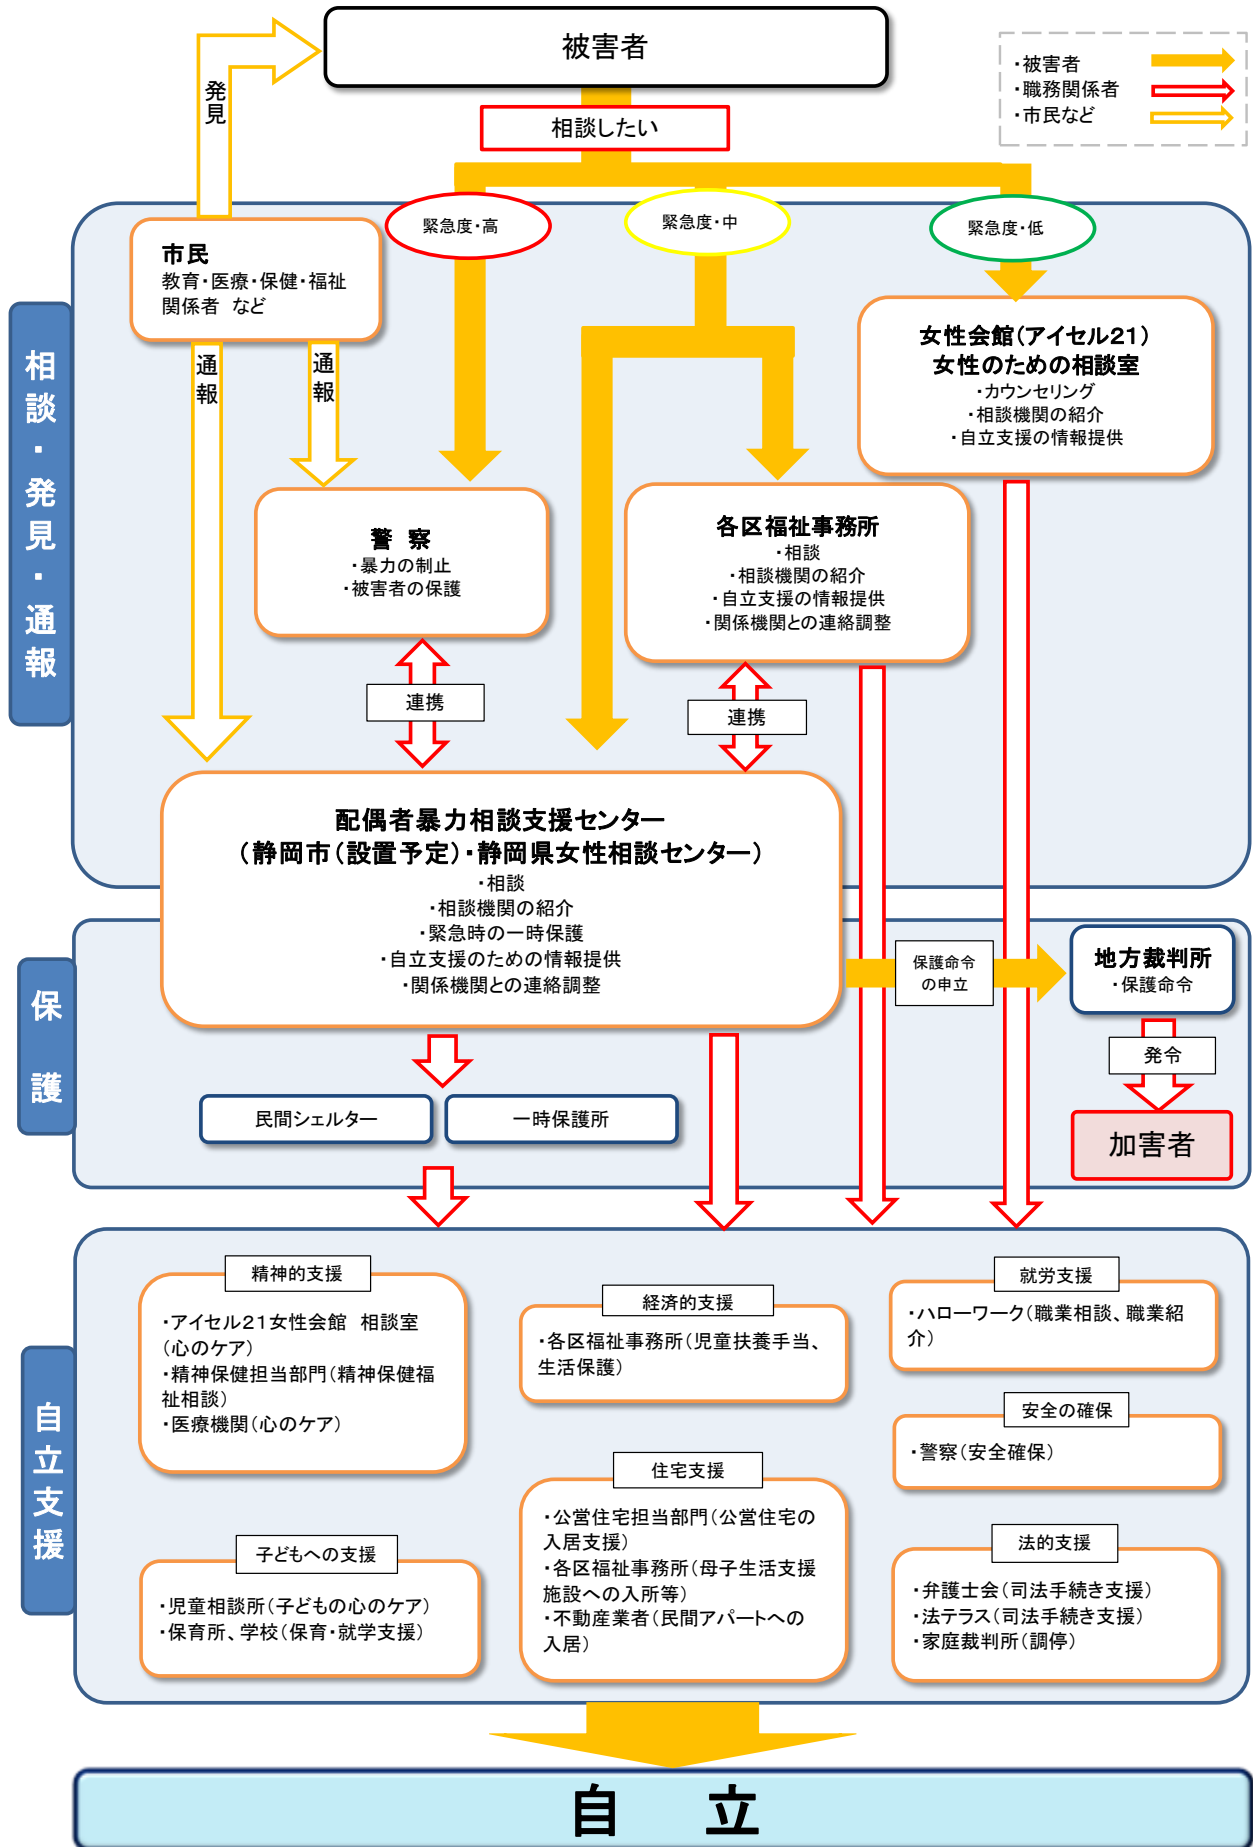 被害者
・被害者
・職務関係者
・市民など
発見
相談したい
緊急度・高
緊急度・中
緊急度・低
相談・発見・通報
市民
教育・医療・保健・福祉
関係者 など
通報
通報
女性会館(アイセル21)
女性のための相談室
・カウンセリング
・相談機関の紹介
・自立支援の情報提供
警 察
・暴力の制止
・被害者の保護
各区福祉事務所
・相談
・相談機関の紹介
・自立支援の情報提供
・関係機関との連絡調整
連携
連携
配偶者暴力相談支援センター
(静岡市(設置予定)・静岡県女性相談センター)
・相談
・相談機関の紹介
・緊急時の一時保護
・自立支援のための情報提供
・関係機関との連絡調整
保護
保護命令
の申立
地方裁判所
・保護命令
発令
加害者
民間シェルター
一時保護所
自立支援
精神的支援
・アイセル21女性会館 相談室
(心のケア)
・精神保健担当部門(精神保健福
祉相談)
・医療機関(心のケア)
経済的支援
・各区福祉事務所(児童扶養手当、
生活保護)
就労支援
・ハローワーク(職業相談、職業紹
介)
安全の確保
・警察(安全確保)
子どもへの支援
・児童相談所(子どもの心のケア)
・保育所、学校(保育・就学支援)
住宅支援
・公営住宅担当部門(公営住宅の
入居支援)
・各区福祉事務所(母子生活支援
施設への入所等)
・不動産業者(民間アパートへの
入居)
法的支援
・弁護士会(司法手続き支援)
・法テラス(司法手続き支援)
・家庭裁判所(調停)
自 立